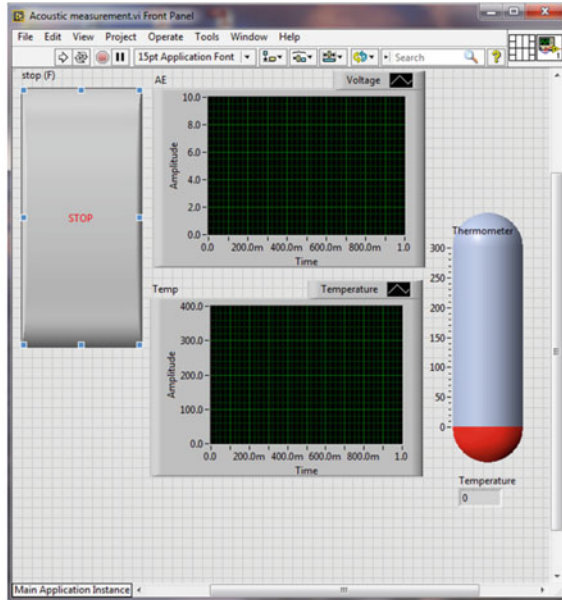 Acoustic measurement.vi Front Panel
File Edit View Project Operate Tools Window Help
15pt Application Font Search ? 1
stop (F)
STOP
AE
Voltage
10.0
8.0
6.0
4.0
2.0
0.0
Amplitude
0.0 200.0m 400.0m 600.0m 800.0m 1.0
Time
Temp
Temperature
400.0
300.0
200.0
100.0
0.0
Amplitude
0.0 200.0m 400.0m 600.0m 800.0m 1.0
Time
Thermometer
300
250
200
150
100
50
0
Temperature
0
Main Application Instance